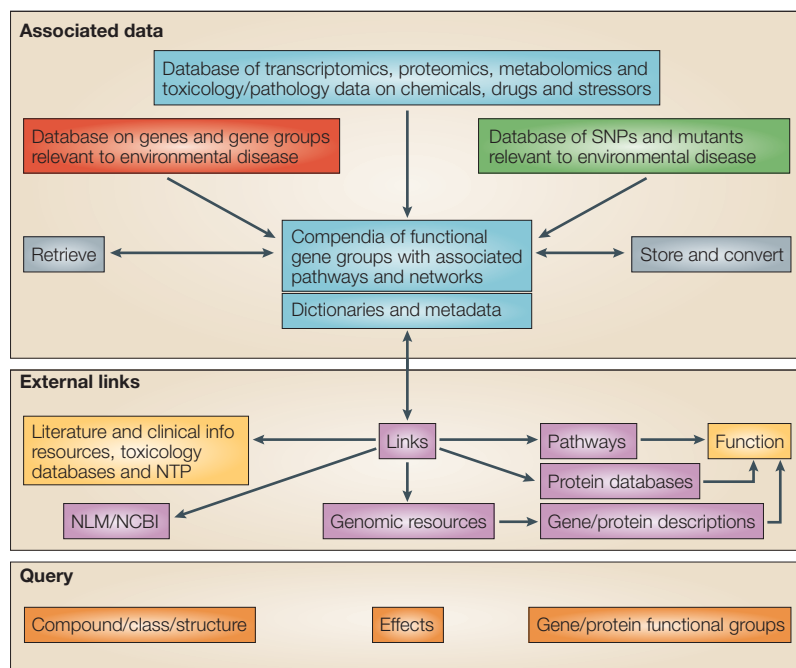 Associated data
Database of transcriptomics, proteomics, metabolomics and
toxicology/pathology data on chemicals, drugs and stressors
Database on genes and gene groups
relevant to environmental disease
Database of SNPs and mutants
relevant to environmental disease
Retrieve
Compendia of functional
gene groups with associated
pathways and networks
Store and convert
Dictionaries and metadata
External links
Literature and clinical info
resources, toxicology
databases and NTP
Links
Pathways
Function
Protein databases
NLM/NCBI
Genomic resources
Gene/protein descriptions
Query
Compound/class/structure
Effects
Gene/protein functional groups